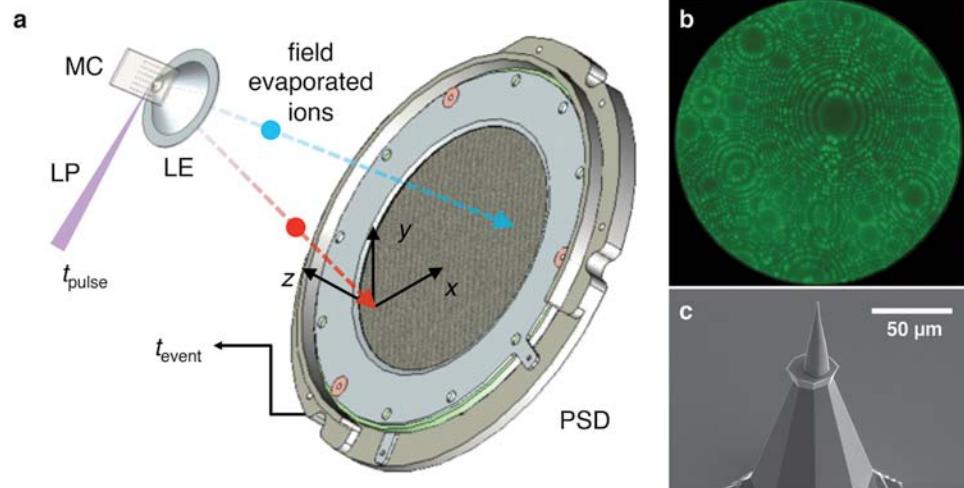 a
MC
LP
LE
field
evaporated
ions
t_pulse
t_event
y
z
x
PSD
b
c
50 µm